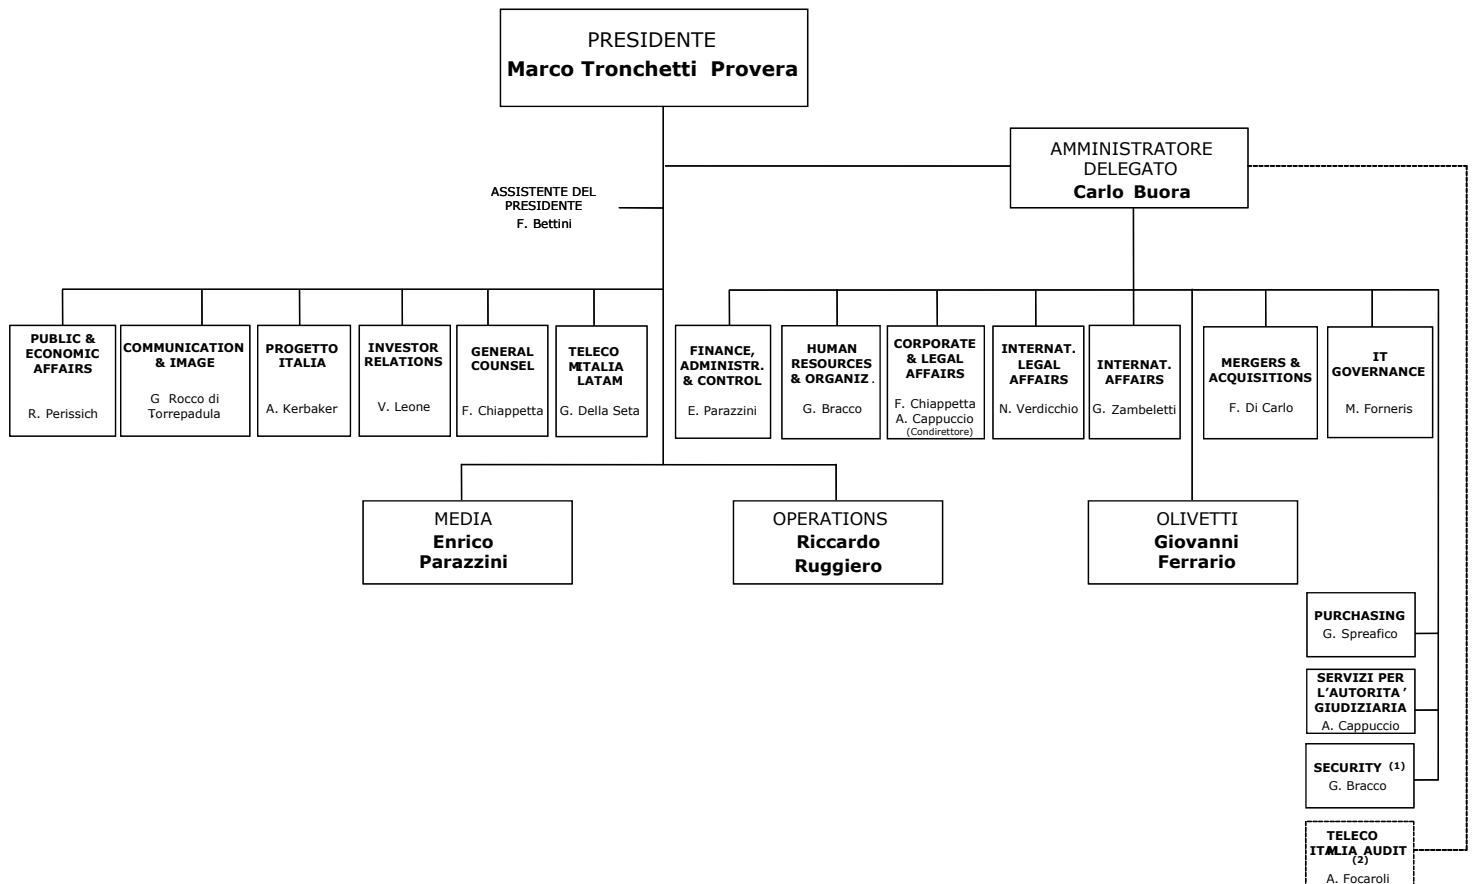 PRESIDENTE
Marco Tronchetti Provera
AMMINISTRATORE
DELEGATO
Carlo Buora
ASSISTENTE DEL
PRESIDENTE
F. Bettini
PUBLIC &
ECONOMIC
AFFAIRS
R. Perissich
COMMUNICATION
& IMAGE
G Rocco di
Torrepadula
PROGETTO
ITALIA
A. Kerbaker
INVESTOR
RELATIONS
V. Leone
GENERAL
COUNSEL
F. Chiappetta
TELECO
MITALIA
LATAM
G. Della Seta
FINANCE,
ADMINISTR.
& CONTROL
E. Parazzini
HUMAN
RESOURCES
& ORGANIZ .
G. Bracco
CORPORATE
& LEGAL
AFFAIRS
F. Chiappetta
A. Cappuccio
(Condirettore)
INTERNAT.
LEGAL
AFFAIRS
N. Verdicchio
INTERNAT.
AFFAIRS
G. Zambeletti
MERGERS &
ACQUISITIONS
F. Di Carlo
IT
GOVERNANCE
M. Forneris
MEDIA
Enrico
Parazzini
OPERATIONS
Riccardo
Ruggiero
OLIVETTI
Giovanni
Ferrario
PURCHASING
G. Spreafico
SERVIZI PER
L'AUTORITA'
GIUDIZIARIA
A. Cappuccio
SECURITY (1)
G. Bracco
TELECO
M ITALIA AUDIT
(2)
A. Focaroli